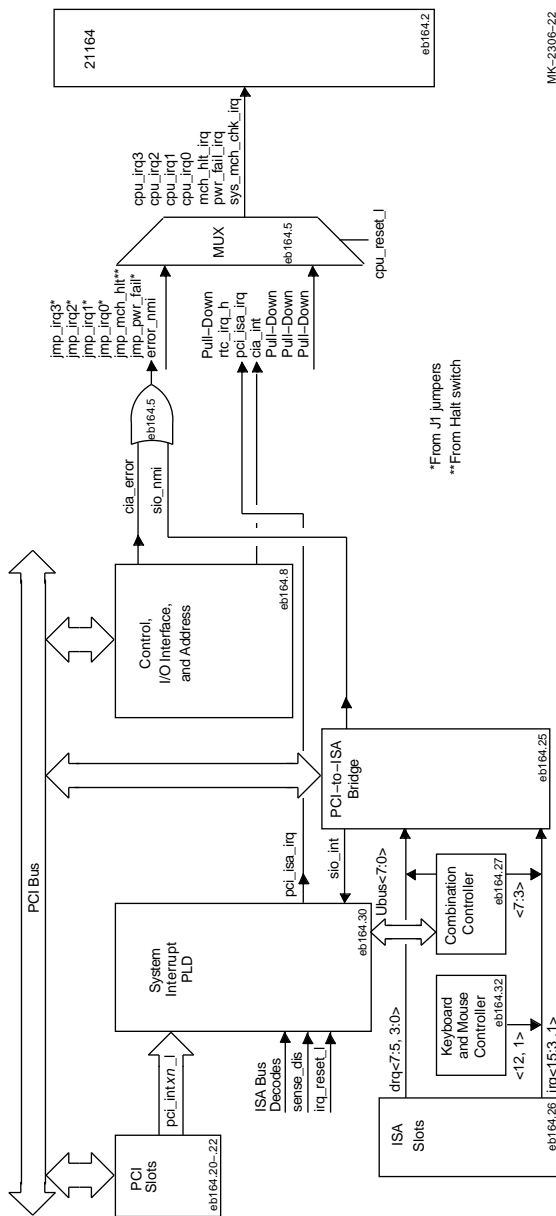 PCI Bus
PCI
Slots
eb164.20–.22
pci_intxn_l
System
Interrupt
PLD
eb164.30
ISA Bus
Decodes
sense_dis
irq_reset_l
pci_isa_irq
sio_int
Ubus<7:0>
Control,
I/O Interface,
and Address
eb164.8
cia_error
sio_nmi
eb164.5
jmp_irq3*
jmp_irq2*
jmp_irq1*
jmp_irq0*
jmp_mch_hlt**
jmp_pwr_fail*
error_nmi
Pull–Down
rtc_irq_h
pci_isa_irq
cia_int
Pull–Down
Pull–Down
Pull–Down
MUX
eb164.5
cpu_reset_l
cpu_irq3
cpu_irq2
cpu_irq1
cpu_irq0
mch_hlt_irq
pwr_fail_irq
sys_mch_chk_irq
21164
eb164.2
ISA
Slots
eb164.26
drq<7:5, 3:0>
irq<15:3, 1>
Keyboard
and Mouse
Controller
eb164.32
<12, 1>
Combination
Controller
eb164.27
<7:3>
PCI–to–ISA
Bridge
eb164.25
*From J1 jumpers
**From Halt switch
MK–2306–22